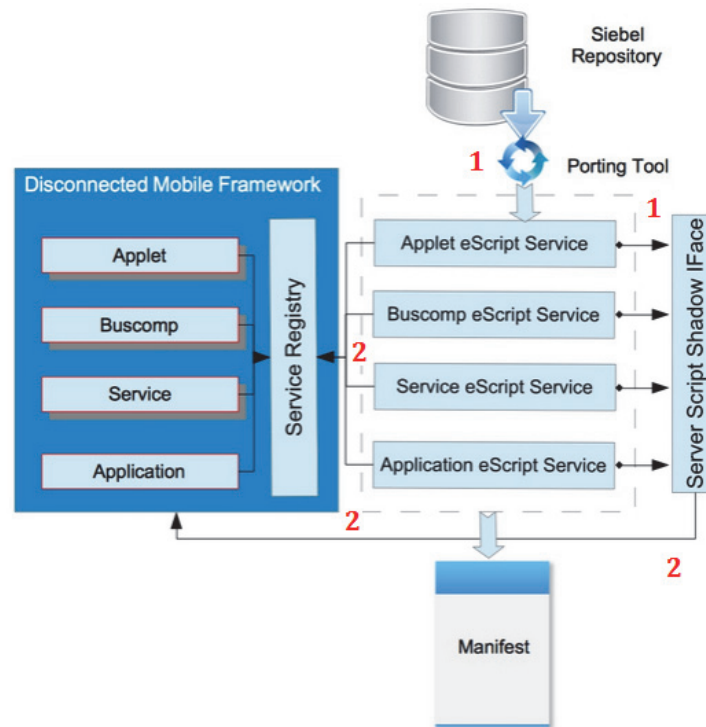 Siebel
Repository
1
Porting Tool
Disconnected Mobile Framework
1
Applet
Buscomp
Service
Application
Service Registry
2
Applet eScript Service
Buscomp eScript Service
Service eScript Service
Application eScript Service
Server Script Shadow IFace
2
2
Manifest